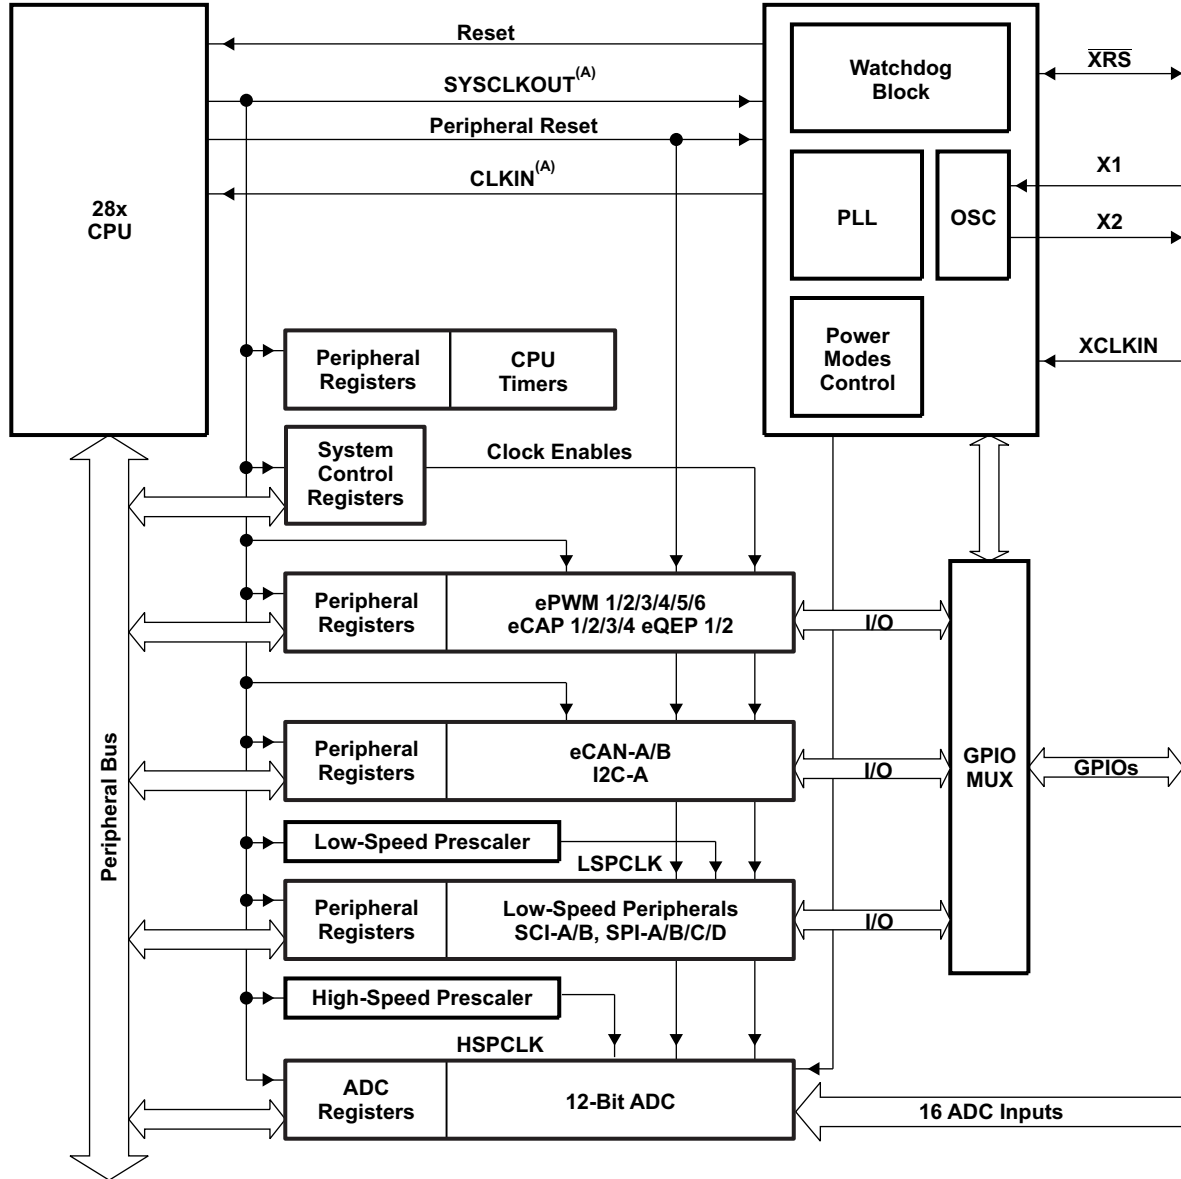 Reset
SYSCLKOUT(A)
Peripheral Reset
CLKIN(A)
28x
CPU
Watchdog
Block
PLL
OSC
Power
Modes
Control
XRS
X1
X2
XCLKIN
Peripheral
Registers
CPU
Timers
System
Control
Registers
Clock Enables
Peripheral
Registers
ePWM 1/2/3/4/5/6
eCAP 1/2/3/4 eQEP 1/2
I/O
Peripheral Bus
Peripheral
Registers
eCAN-A/B
I2C-A
I/O
GPIO
MUX
GPIOs
Low-Speed Prescaler
LSPCLK
Peripheral
Registers
Low-Speed Peripherals
SCI-A/B, SPI-A/B/C/D
I/O
High-Speed Prescaler
HSPCLK
ADC
Registers
12-Bit ADC
16 ADC Inputs